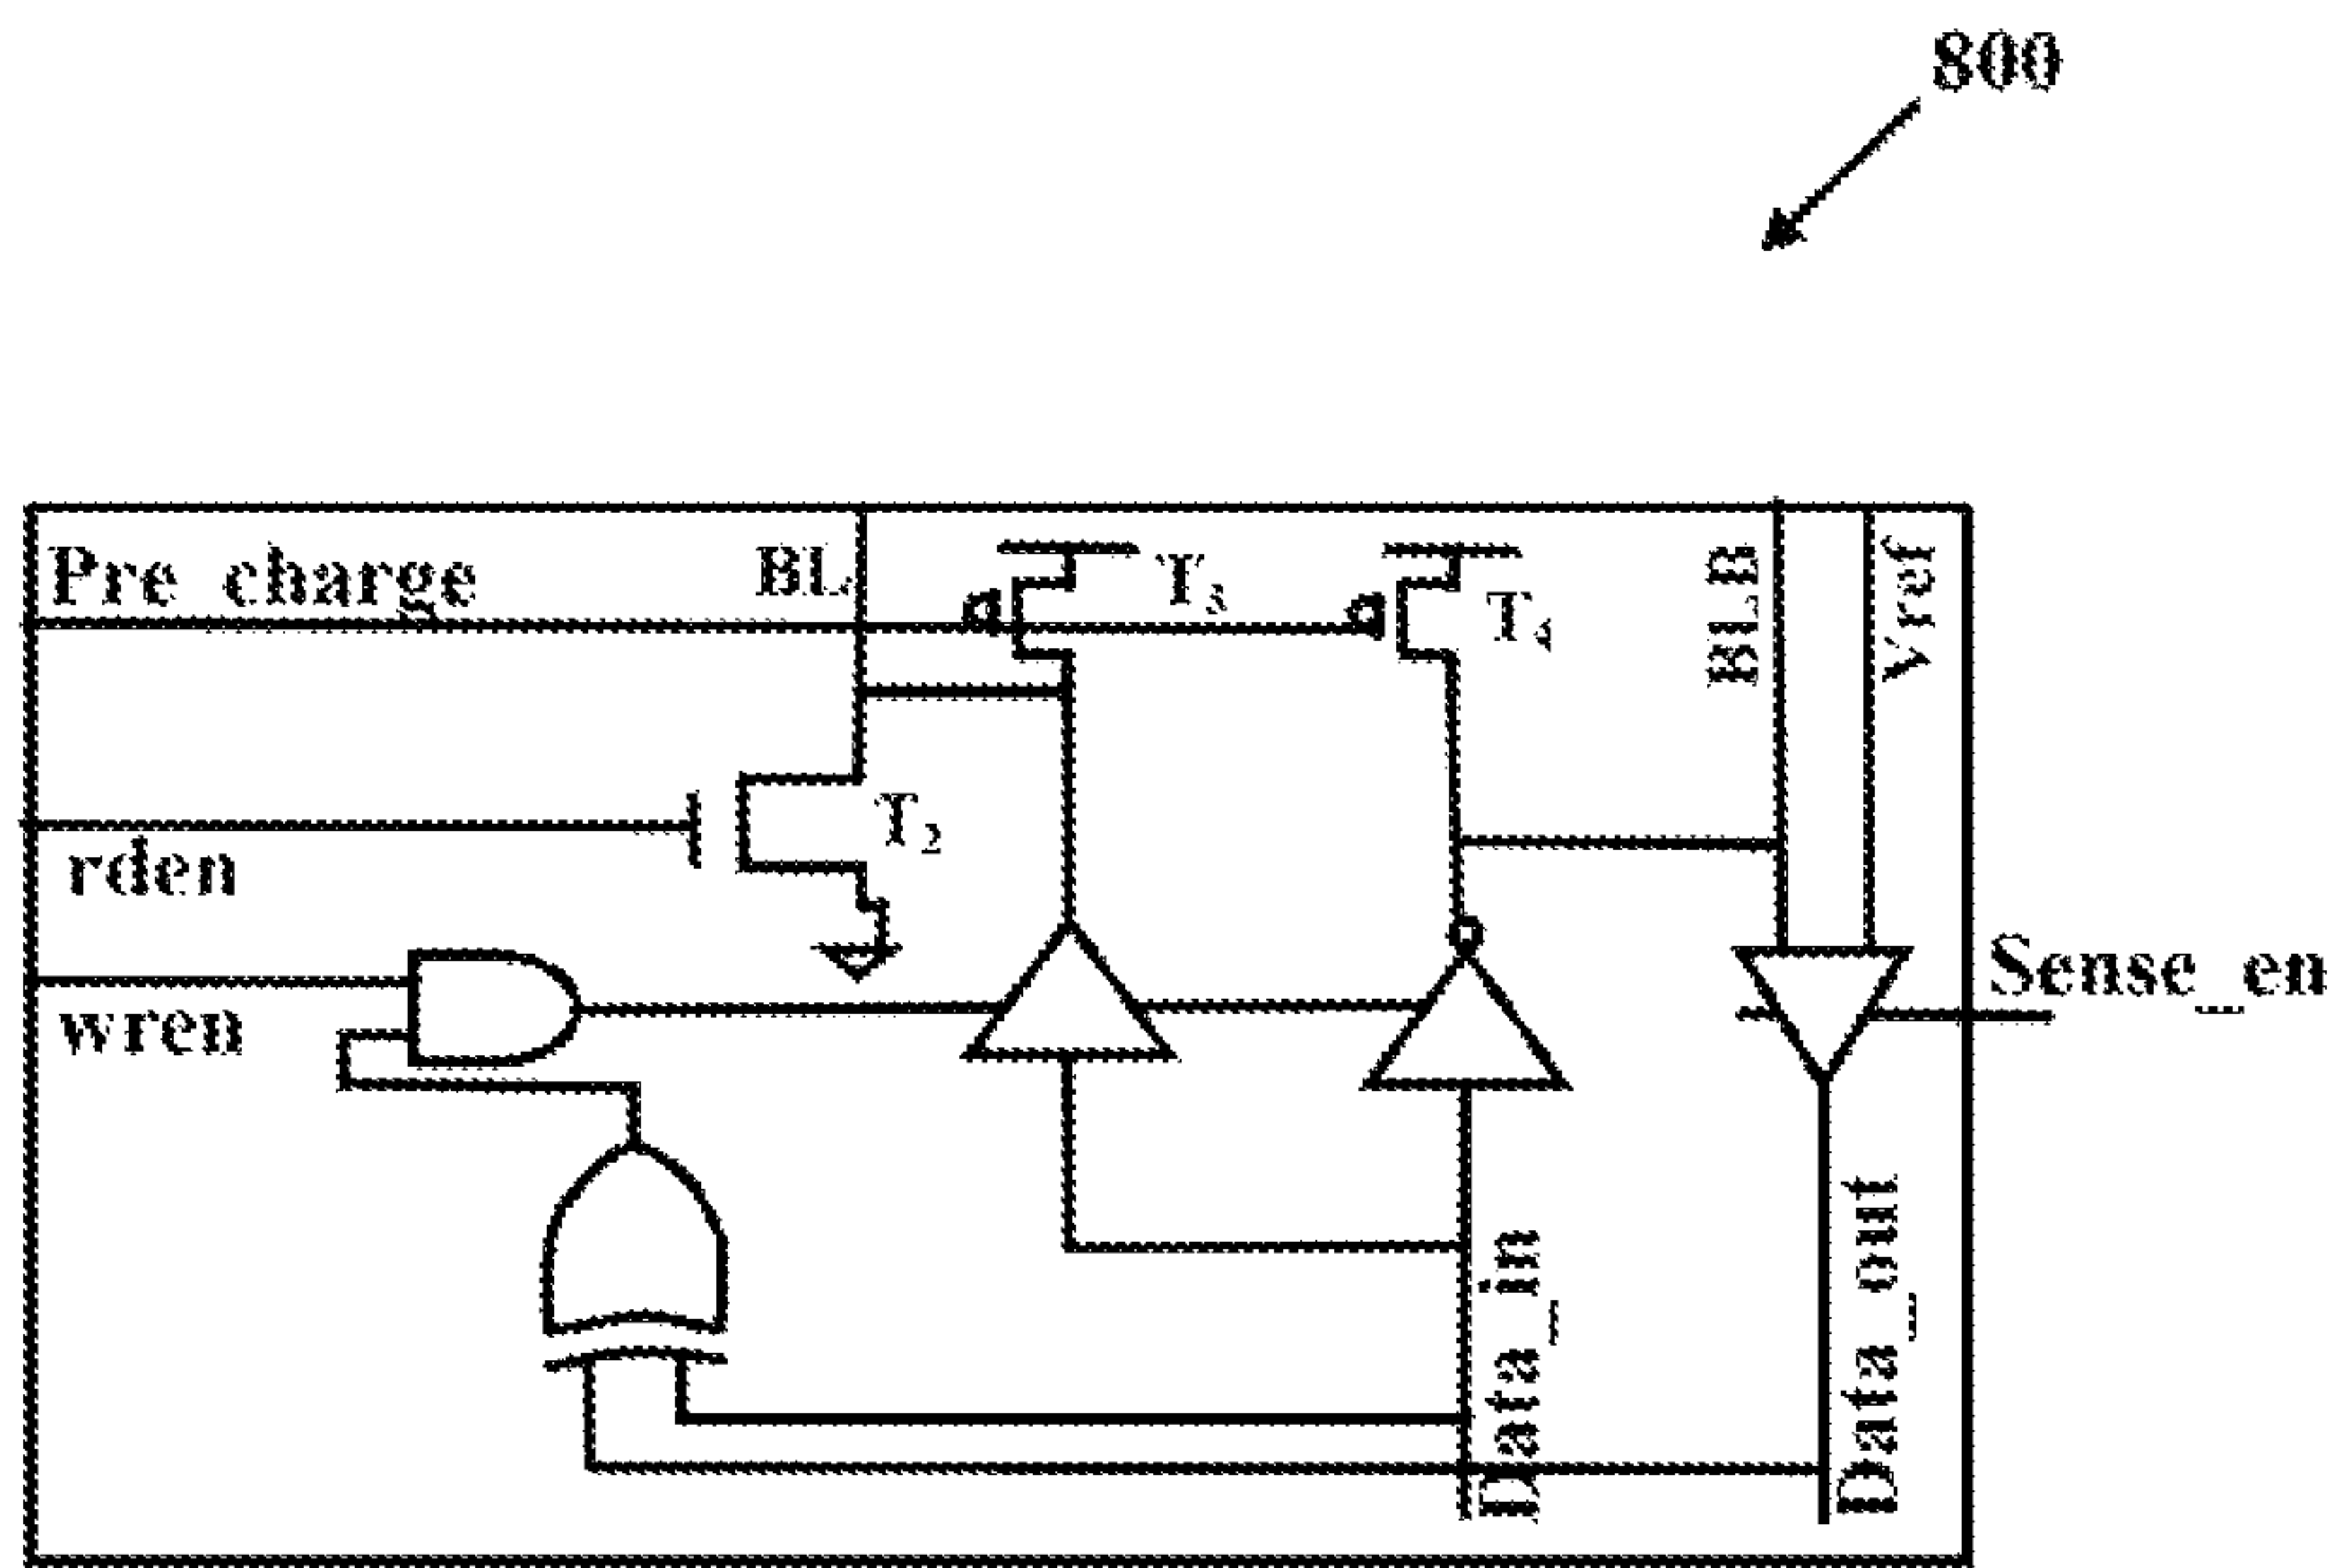 800
Pre_charge
BL
T3
T4
BLB
Vref
T2
rden
wren
Sense_en
Data_in
Data_out